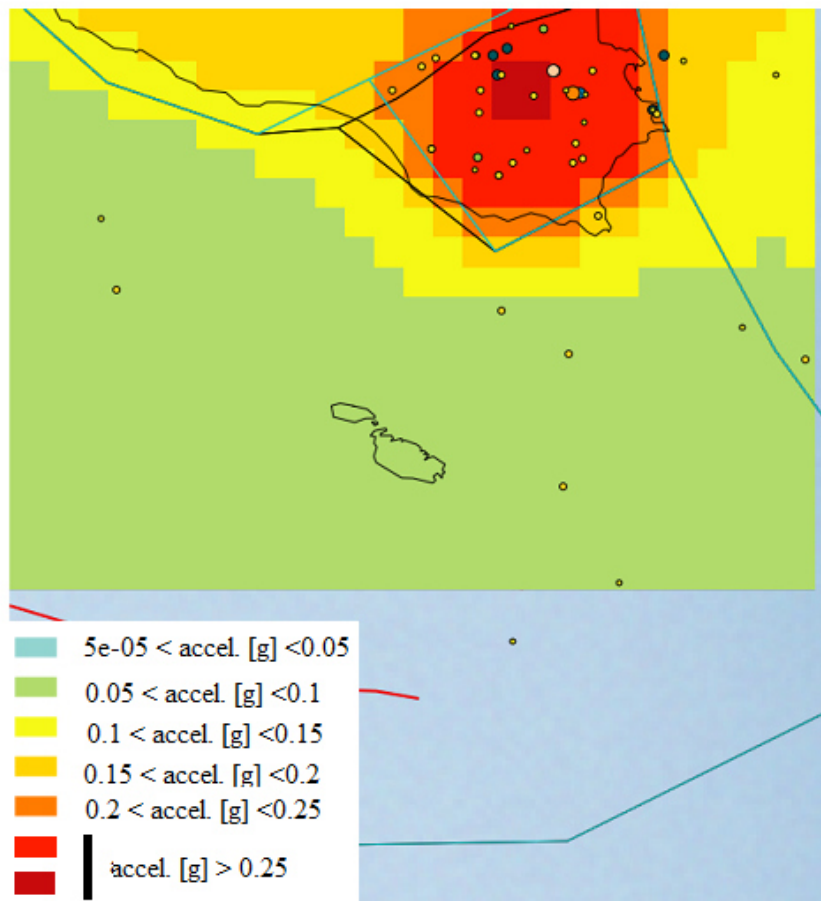 5e-05 < accel. [g] <0.05
0.05 < accel. [g] <0.1
0.1 < accel. [g] <0.15
0.15 < accel. [g] <0.2
0.2 < accel. [g] <0.25
accel. [g] > 0.25